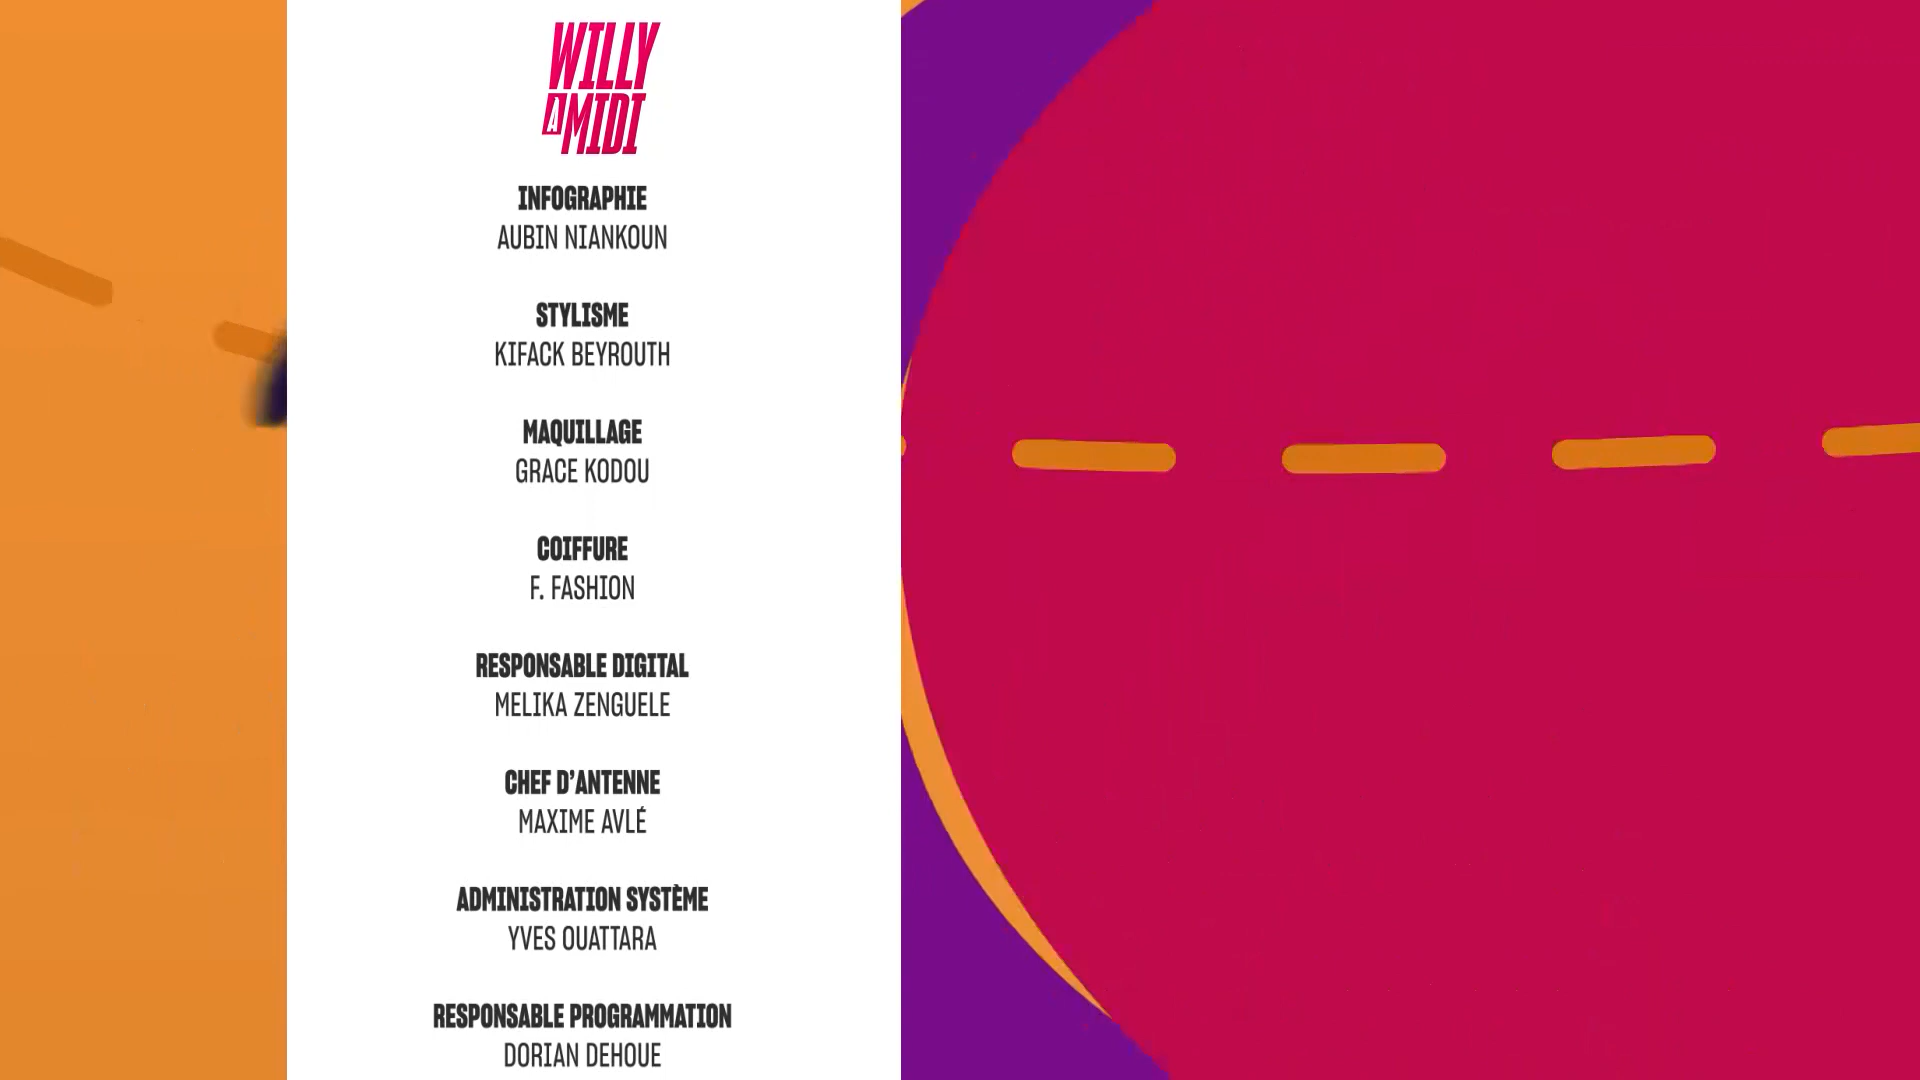 WILLY
A MIDI
INFOGRAPHIE
AUBIN NIANKOUN
STYLISME
KIFACK BEYROUTH
MAQUILLAGE
GRACE KODOU
COIFFURE
F. FASHION
RESPONSABLE DIGITAL
MELIKA ZENGUELE
CHEF D’ANTENNE
MAXIME AVLÉ
ADMINISTRATION SYSTÈME
YVES OUATTARA
RESPONSABLE PROGRAMMATION
DORIAN DEHOUE